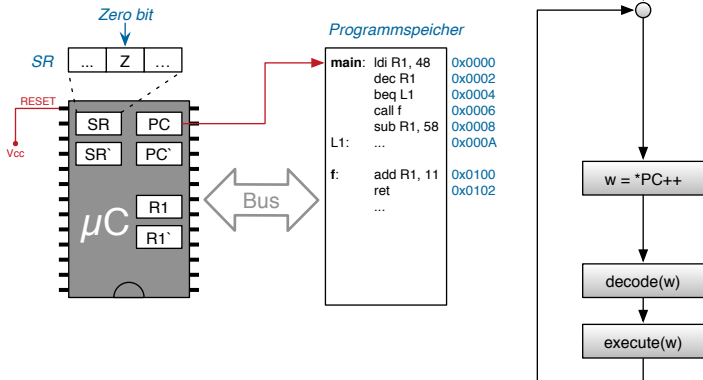 Zero bit
SR ... Z ...
RESET
Vcc
SR PC
SR` PC`
R1
R1`
µC
Bus
Programmspeicher
main: ldi R1, 48 0x0000
dec R1 0x0002
beq L1 0x0004
call f 0x0006
sub R1, 58 0x0008
L1: ... 0x000A
f: add R1, 11 0x0100
ret 0x0102
...
w = *PC++
decode(w)
execute(w)